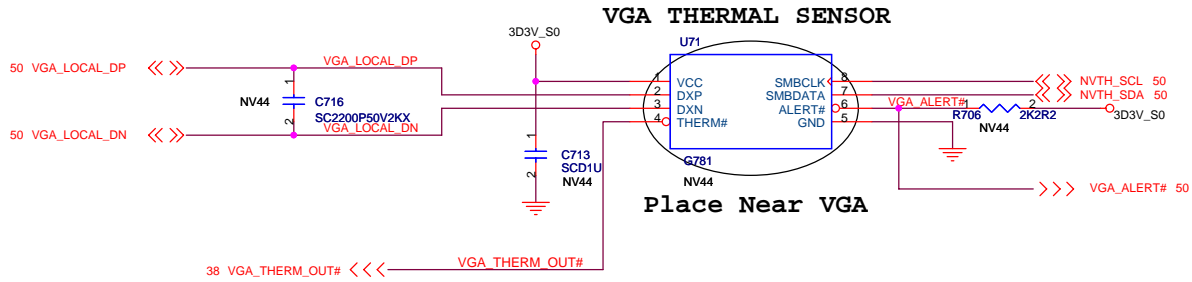 VGA THERMAL SENSOR
3D3V_S0
U71
50 VGA_LOCAL_DP
VGA_LOCAL_DP
1
1
VCC
SMBCLK
8
NVTH_SCL 50
2
DXP
SMBDATA
7
NVTH_SDA 50
NV44
C716
3
DXN
ALERT#
6
VGA_ALERT#
1
2
SC2200P50V2KX
4
THERM#
GND
5
R706
2K2R2
3D3V_S0
2
NV44
50 VGA_LOCAL_DN
VGA_LOCAL_DN
1
C713
G781
SCD1U
2
NV44
NV44
VGA_ALERT# 50
Place Near VGA
38 VGA_THERM_OUT#
VGA_THERM_OUT#